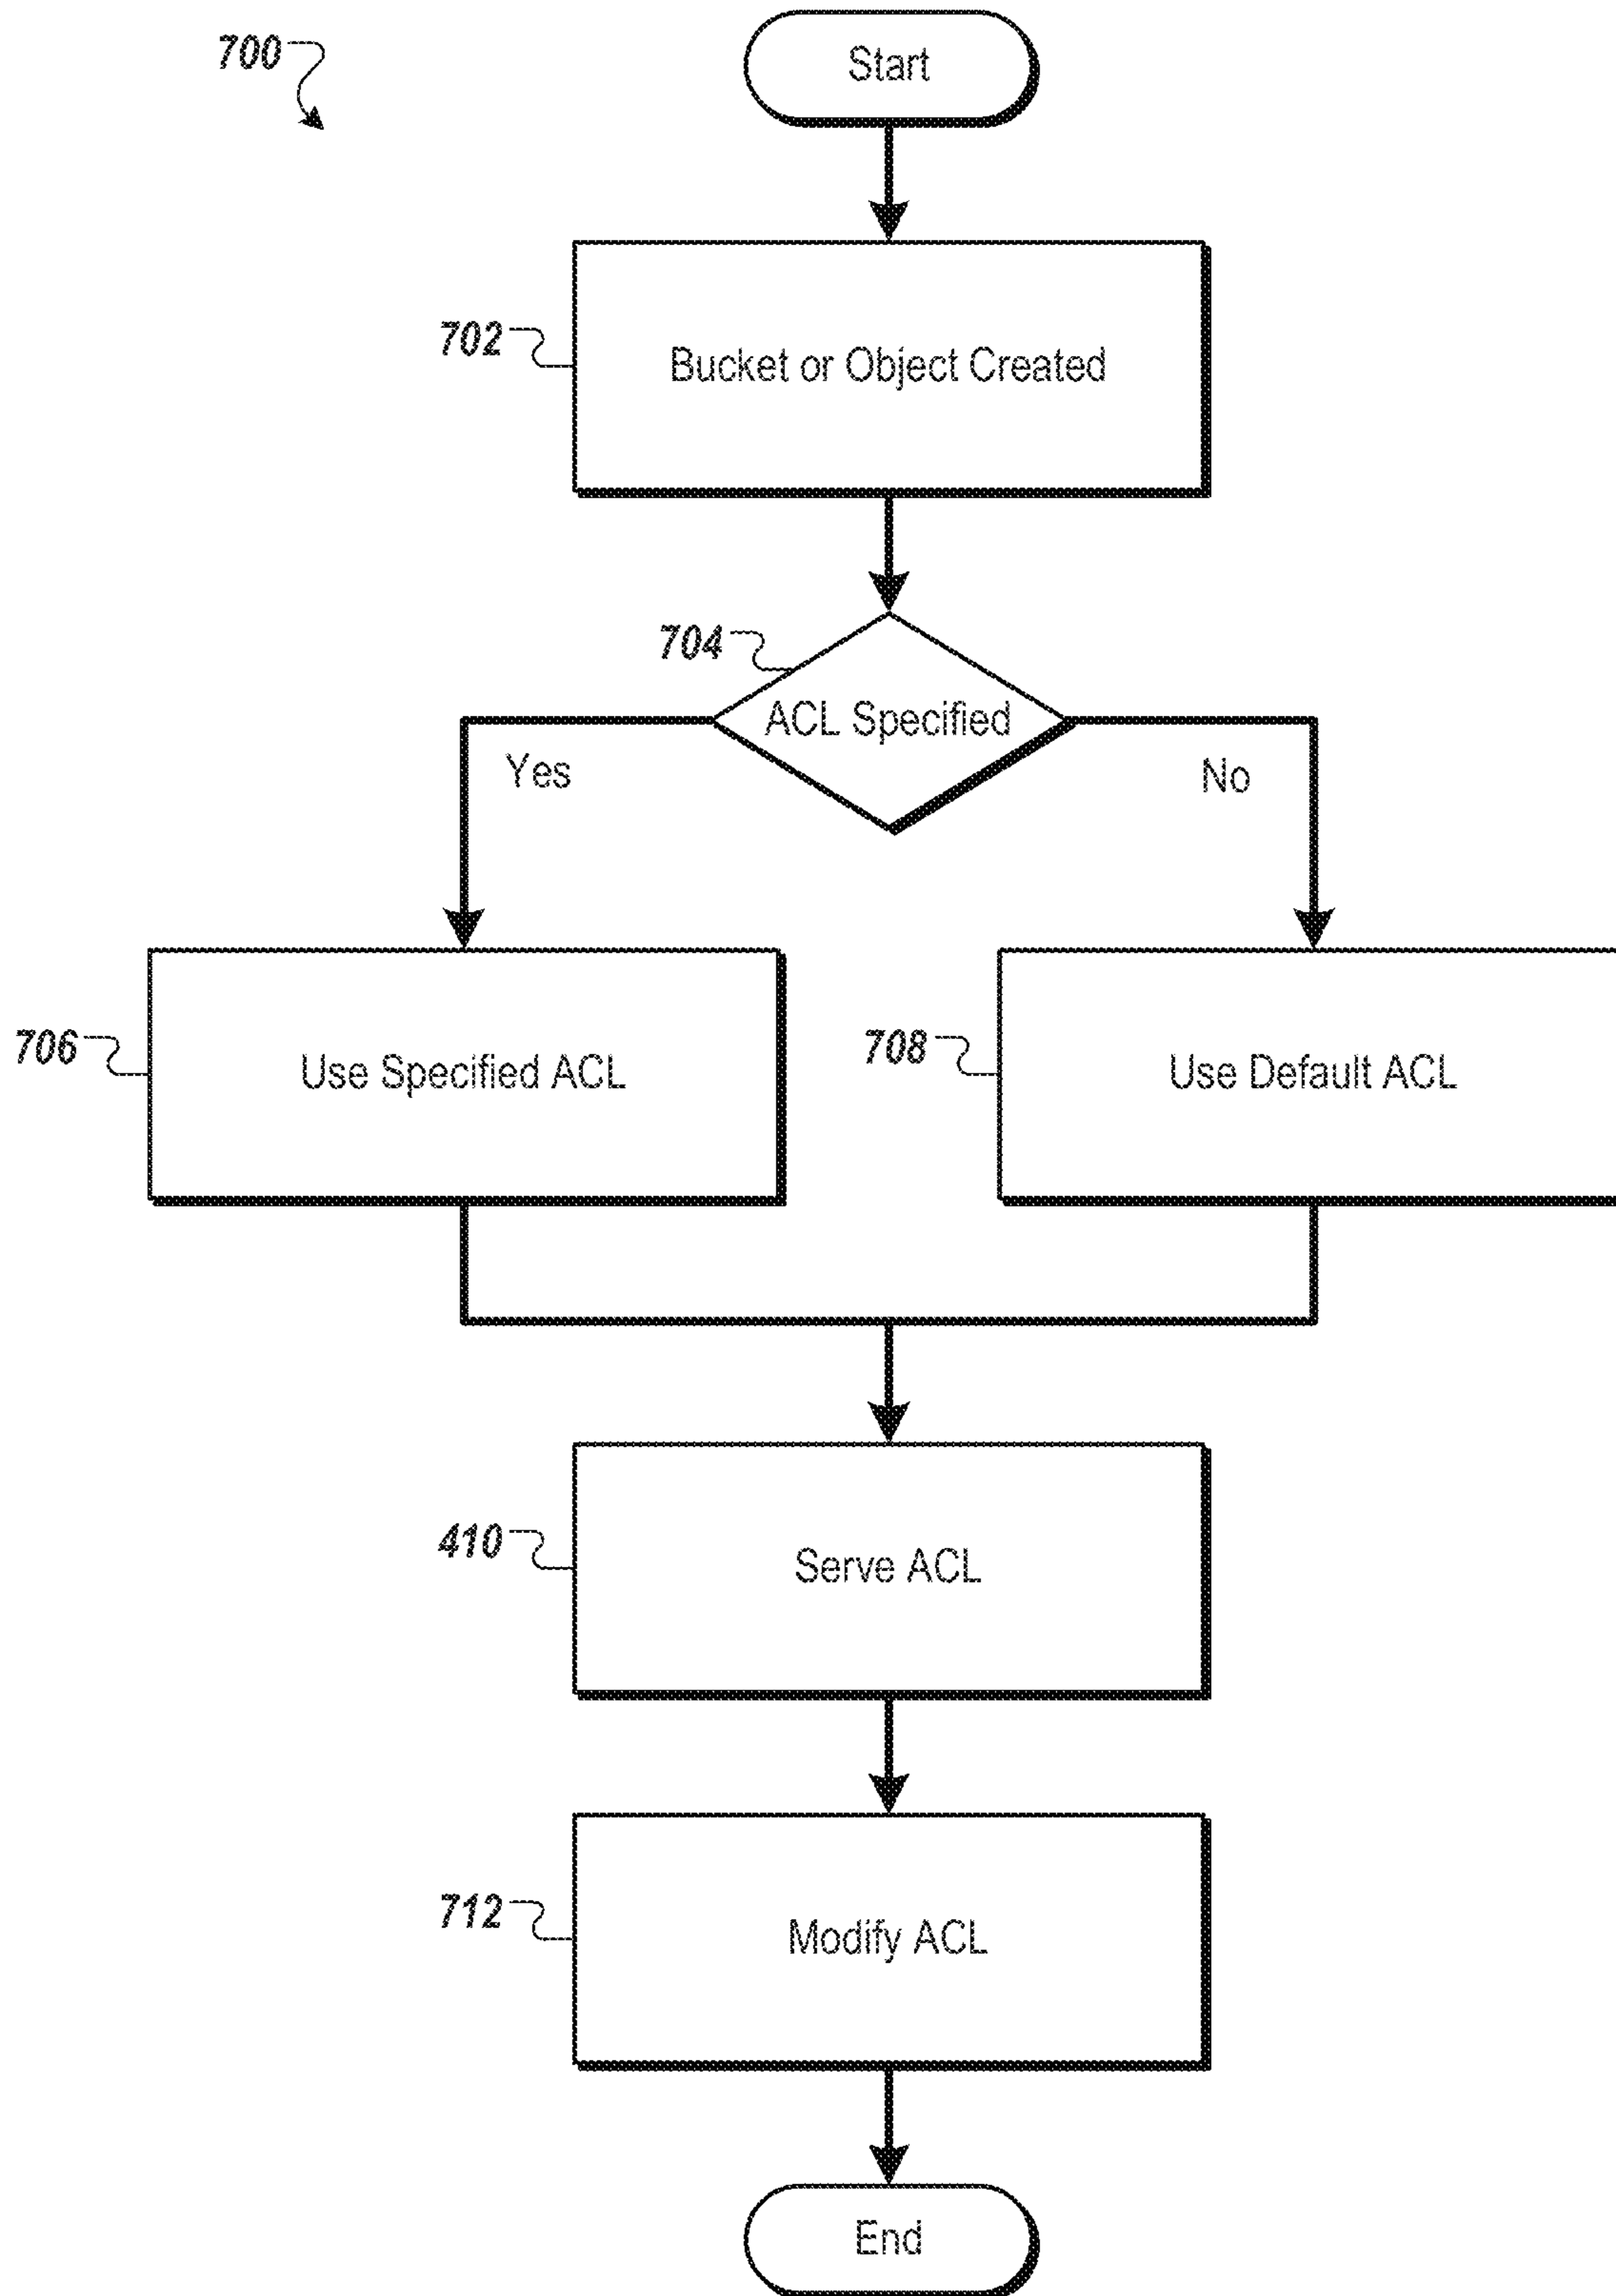 700
Start
702
Bucket or Object Created
704
ACL Specified
Yes
No
706
Use Specified ACL
708
Use Default ACL
410
Serve ACL
712
Modify ACL
End